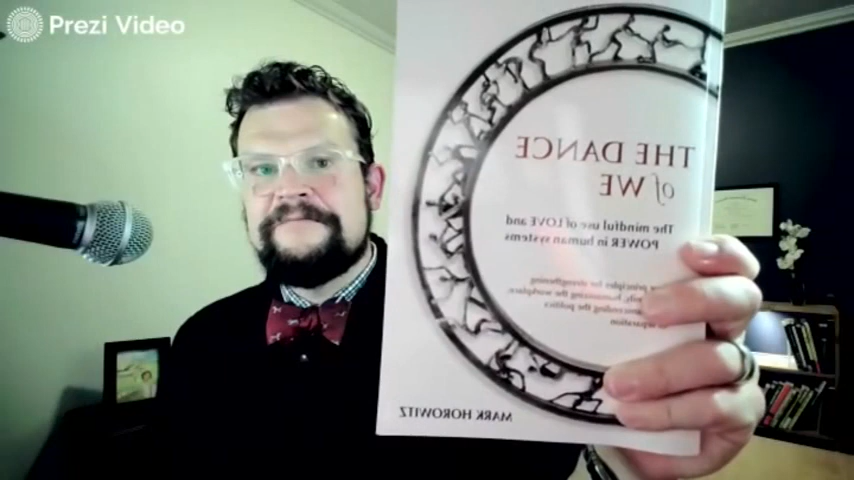 Prezi Video
THE DANCE
of WE
The mindful use of LOVE and
POWER in human systems
principles for strengthening
humanizing the workplace,
the politics
separation
MARK HOROWITZ